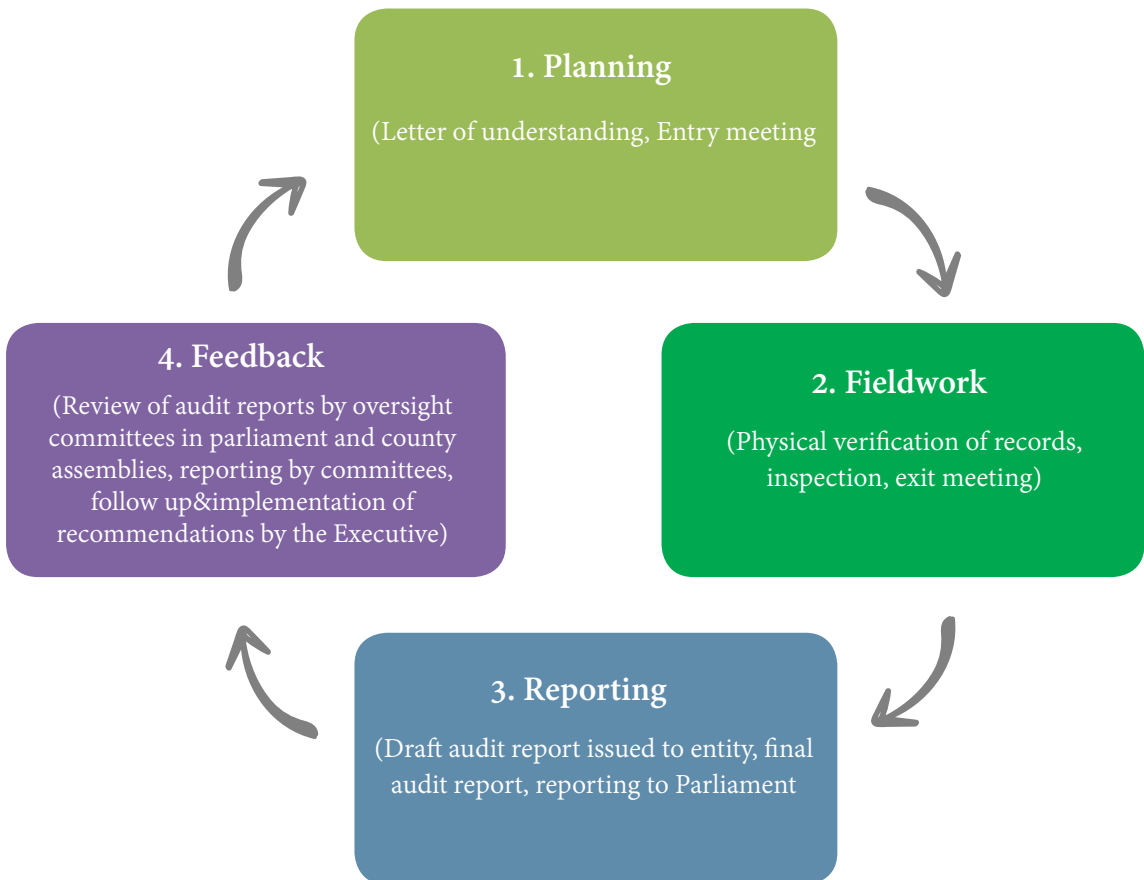 1. Planning
(Letter of understanding, Entry meeting
2. Fieldwork
(Physical verification of records,
inspection, exit meeting)
3. Reporting
(Draft audit report issued to entity, final
audit report, reporting to Parliament
4. Feedback
(Review of audit reports by oversight
committees in parliament and county
assemblies, reporting by committees,
follow up&implementation of
recommendations by the Executive)